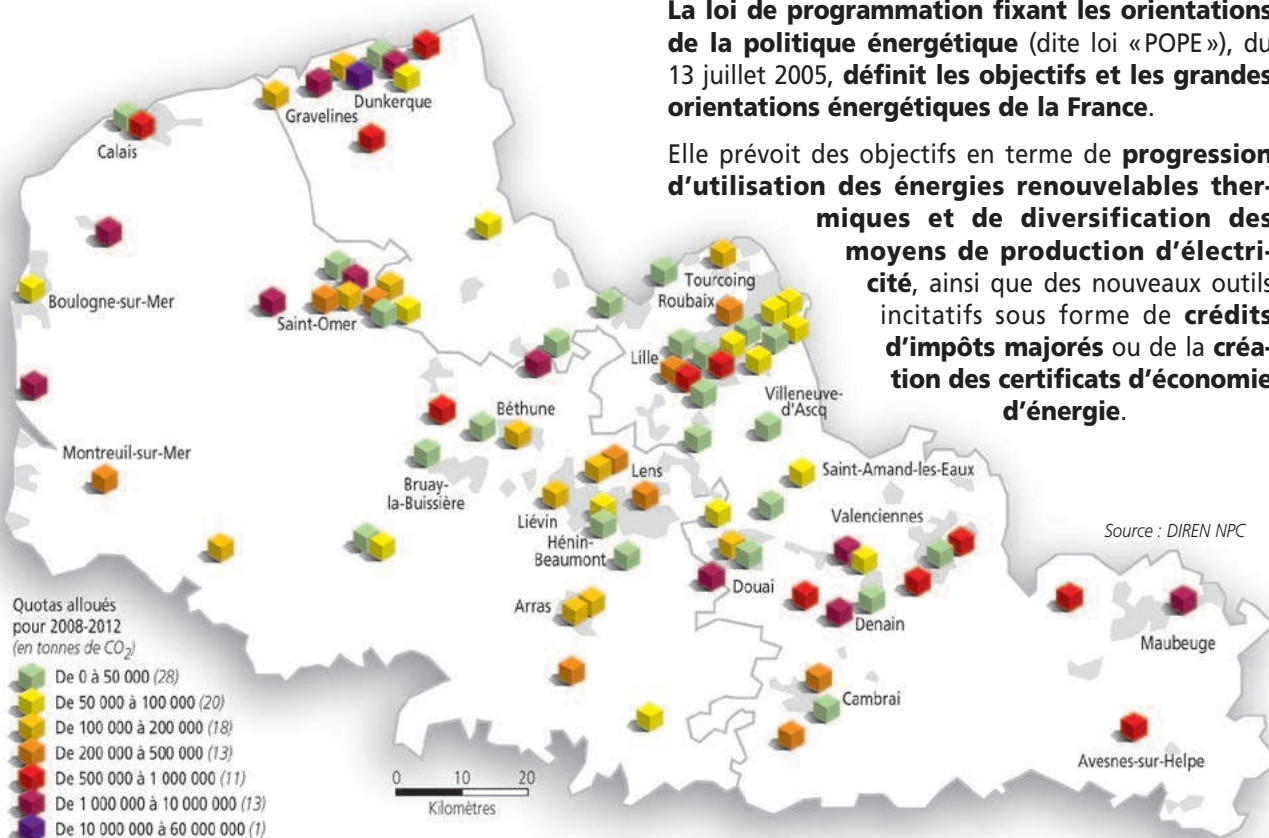 La loi de programmation fixant les orientations
de la politique énergétique (dite loi «POPE»), du
13 juillet 2005, définit les objectifs et les grandes
orientations énergétiques de la France.
Elle prévoit des objectifs en terme de progression
d'utilisation des énergies renouvelables ther-
miques et de diversification des
moyens de production d'électri-
cité, ainsi que des nouveaux outils
incitatifs sous forme de crédits
d'impôts majorés ou de la créa-
tion des certificats d'économie
d'énergie.
Source : DIREN NPC
Dunkerque
Gravelines
Calais
Boulogne-sur-Mer
Saint-Omer
Tourcoing
Roubaix
Lille
Villeneuve-
d'Ascq
Béthune
Montreuil-sur-Mer
Bruay-
la-Buissière
Lens
Saint-Amand-les-Eaux
Liévin
Valenciennes
Hénin-
Beaumont
Douai
Arras
Denain
Maubeuge
Cambrai
Avesnes-sur-Helpe
Quotas alloués
pour 2008-2012
(en tonnes de CO2)
De 0 à 50 000 (28)
De 50 000 à 100 000 (20)
De 100 000 à 200 000 (18)
De 200 000 à 500 000 (13)
De 500 000 à 1 000 000 (11)
De 1 000 000 à 10 000 000 (13)
De 10 000 000 à 60 000 000 (1)
0 10 20
Kilomètres